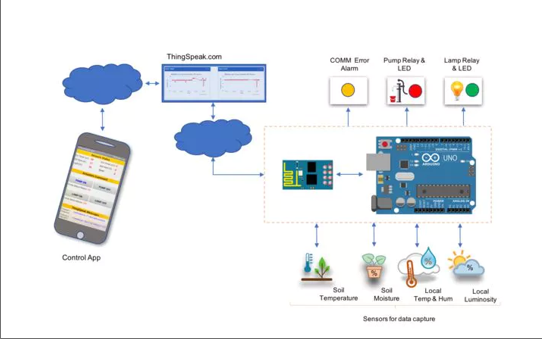 ThingSpeak.com
COMM Error
Alarm
Pump Relay &
LED
Lamp Relay
& LED
UNO
ARDUINO
Control App
%
%
%
Soil
Temperature
Soil
Moisture
Local
Temp & Hum
Local
Luminosity
Sensors for data capture